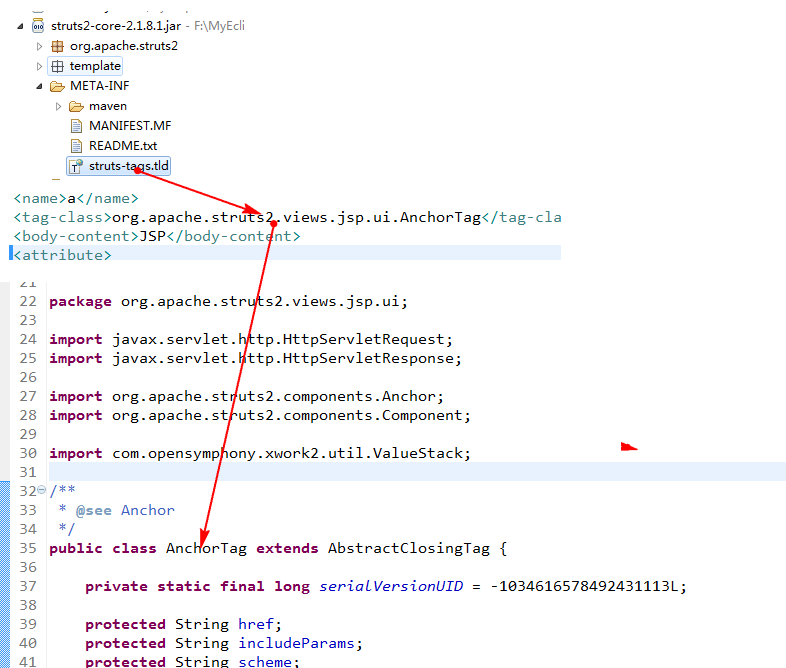 struts2-core-2.1.8.1.jar - F:\MyEcli
org.apache.struts2
template
META-INF
maven
MANIFEST.MF
README.txt
struts-tags.tld
<name>a</name>
<tag-class>org.apache.struts2.views.jsp.ui.AnchorTag</tag-cla
<body-content>JSP</body-content>
<attribute>
21
22 package org.apache.struts2.views.jsp.ui;
23
24 import javax.servlet.http.HttpServletRequest;
25 import javax.servlet.http.HttpServletResponse;
26
27 import org.apache.struts2.components.Anchor;
28 import org.apache.struts2.components.Component;
29
30 import com.opensymphony.xwork2.util.ValueStack;
31
32 /**
33 * @see Anchor
34 */
35 public class AnchorTag extends AbstractClosingTag {
36
37 private static final long serialVersionUID = -1034616578492431113L;
38
39 protected String href;
40 protected String includeParams;
41 protected String scheme;